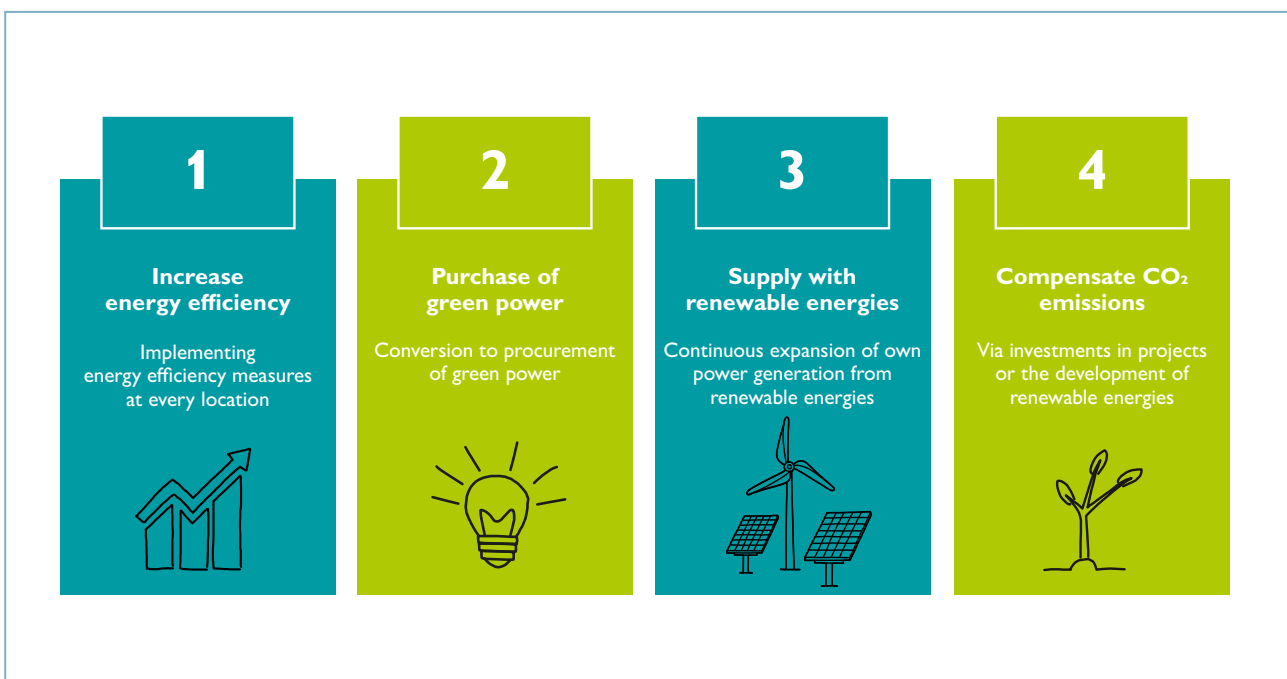 1
Increase
energy efficiency
Implementing
energy efficiency measures
at every location
2
Purchase of
green power
Conversion to procurement
of green power
3
Supply with
renewable energies
Continuous expansion of own
power generation from
renewable energies
4
Compensate CO₂
emissions
Via investments in projects
or the development of
renewable energies